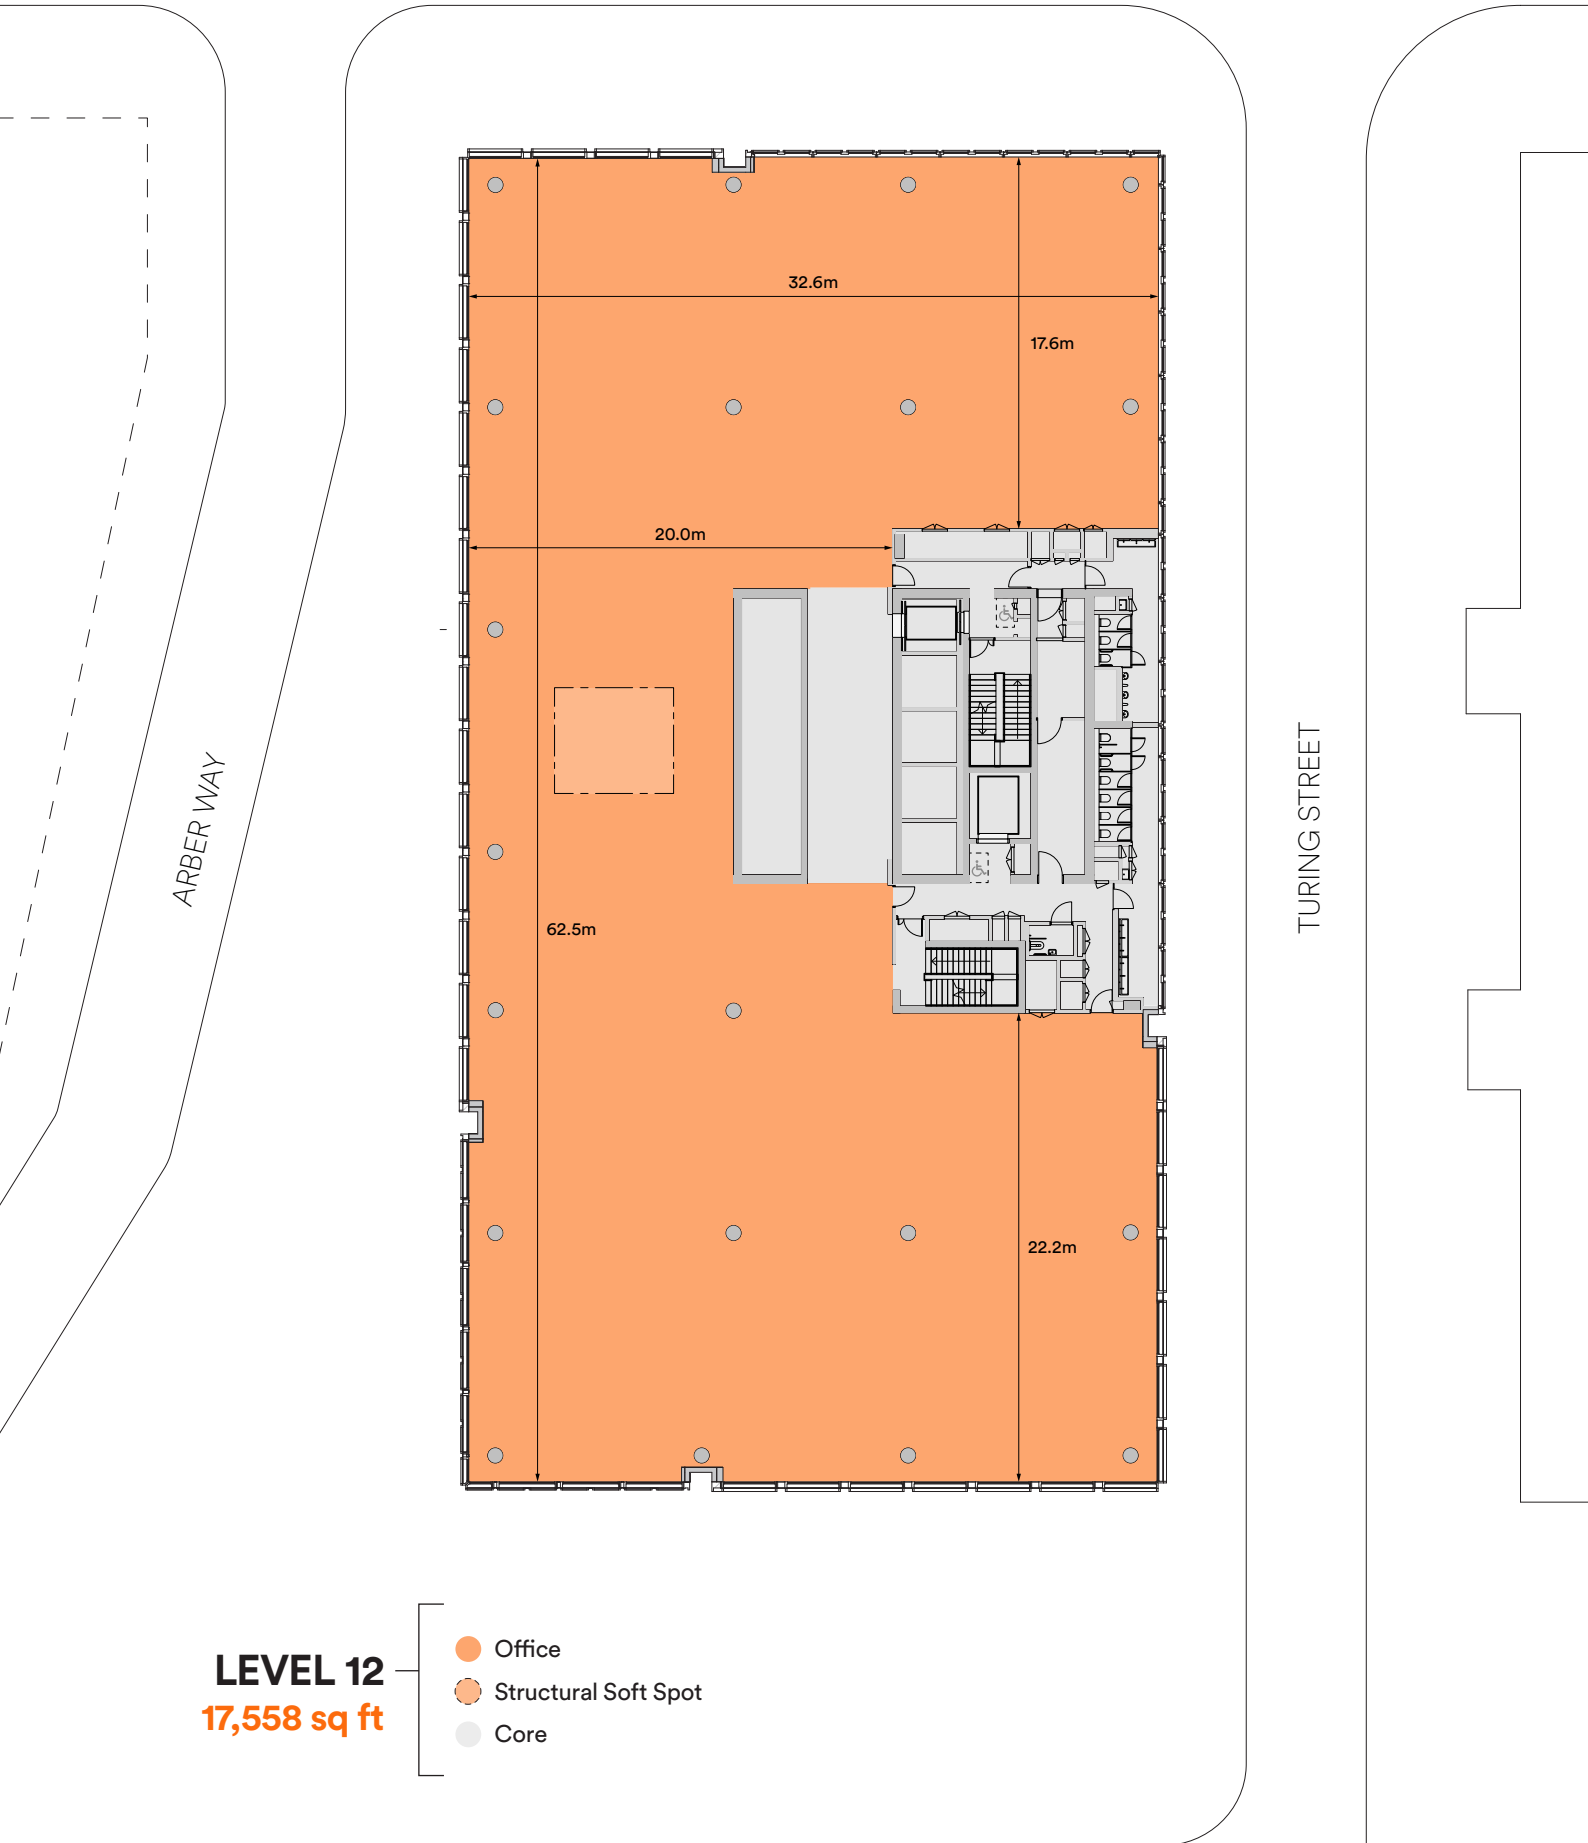 32.6m
17.6m
20.0m
ARBER WAY
TURING STREET
62.5m
22.2m
LEVEL 12
17,558 sq ft
Office
Structural Soft Spot
Core